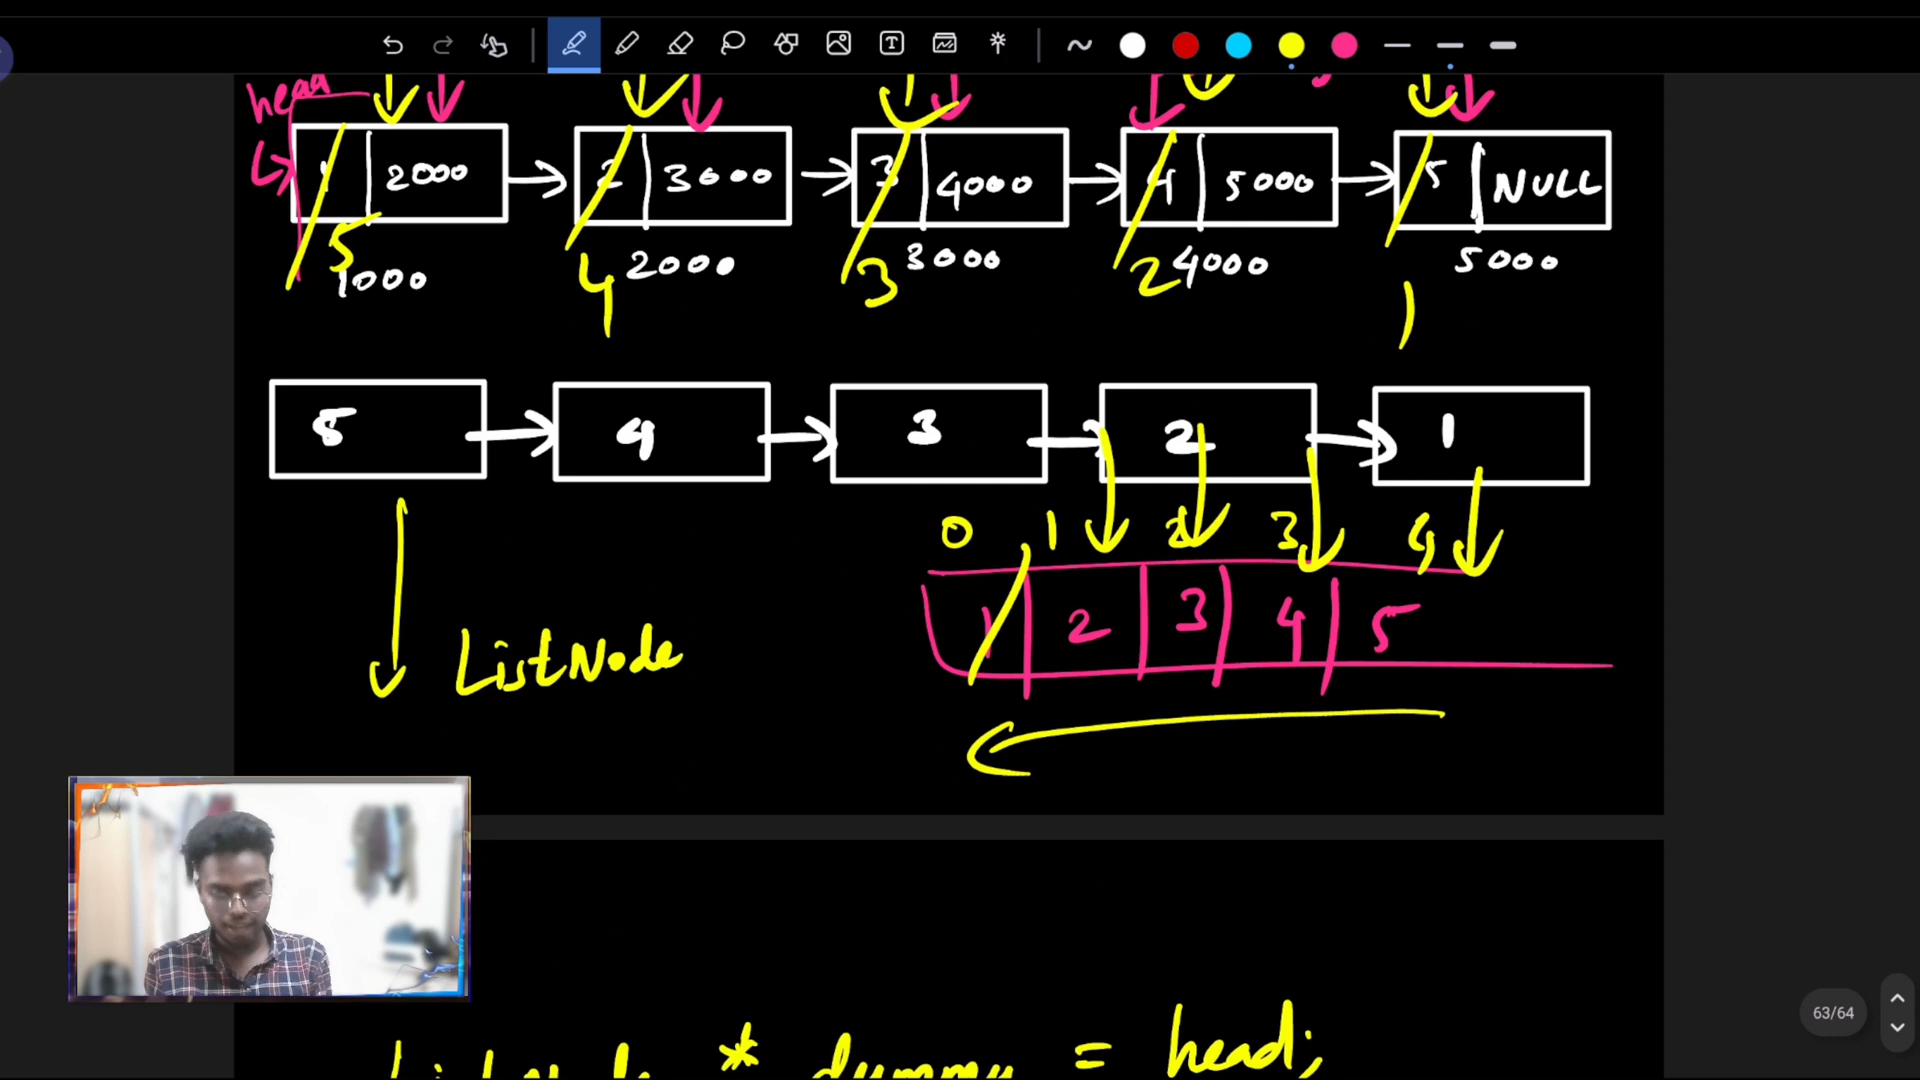 head
1 2000 2 3000 3 4000 4 5000 5 NULL
5 4 3 2 1
1000 2000 3000 4000 5000
5 4 3 2 1
0 1 2 3 4
1 2 3 4 5
ListNode
63/64
ListNode * dummy = head;